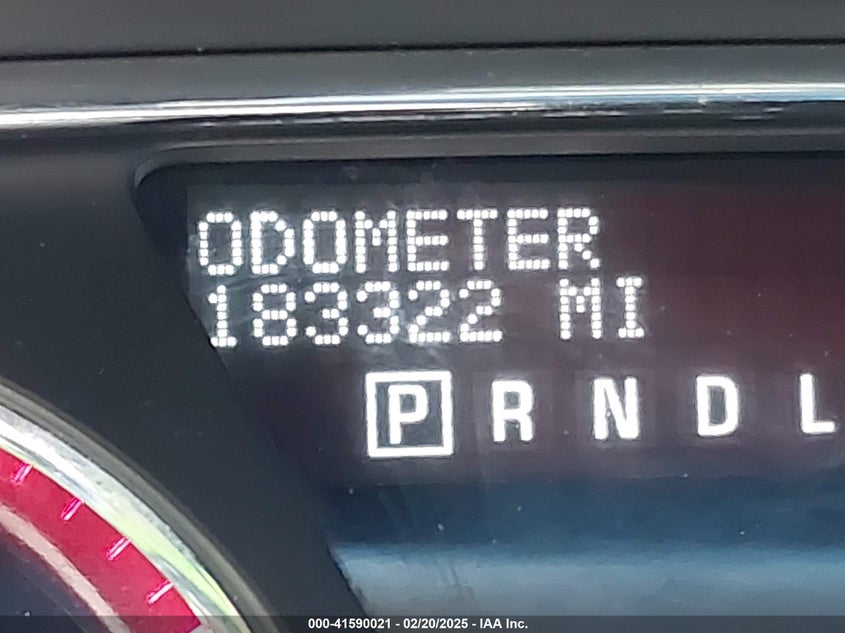 ODOMETER
183322 MI
P R N D L
000-41590021 - 02/20/2025 - IAA Inc.